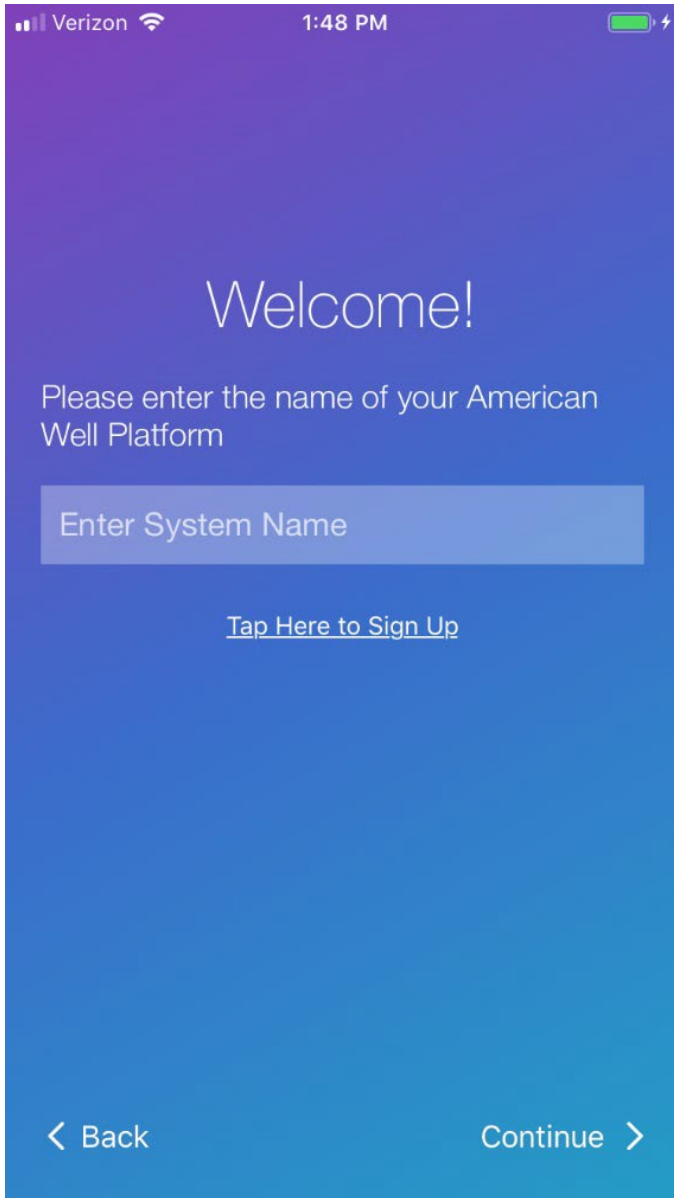 Verizon 1:48 PM
Welcome!
Please enter the name of your American
Well Platform
Enter System Name
Tap Here to Sign Up
Back Continue